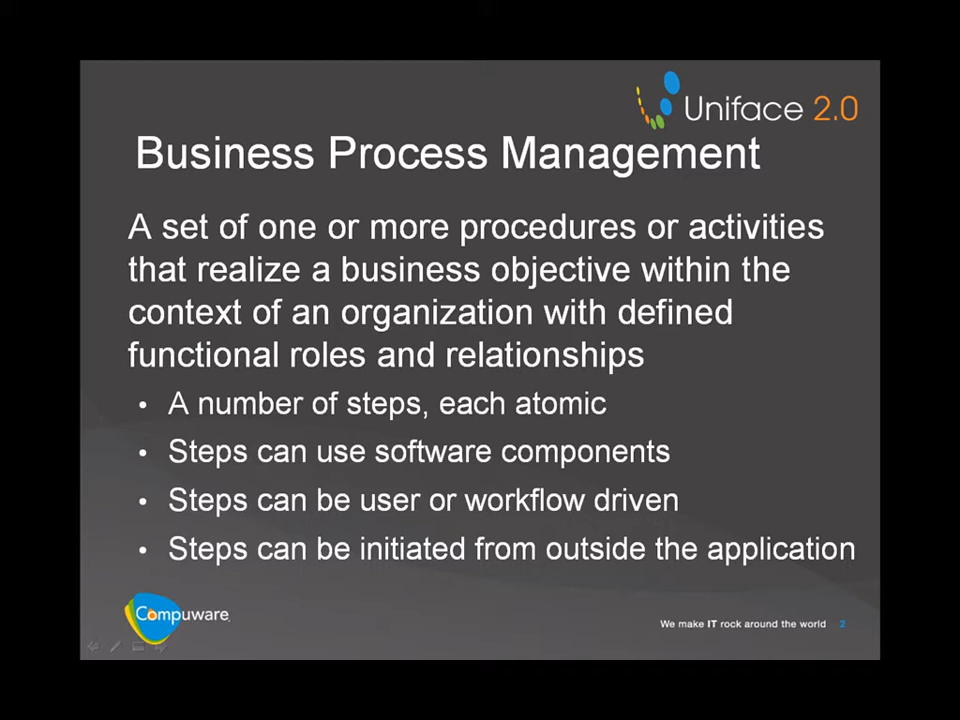 Uniface 2.0
Business Process Management
A set of one or more procedures or activities
that realize a business objective within the
context of an organization with defined
functional roles and relationships
• A number of steps, each atomic
• Steps can use software components
• Steps can be user or workflow driven
• Steps can be initiated from outside the application
Compuware.
We make IT rock around the world 2